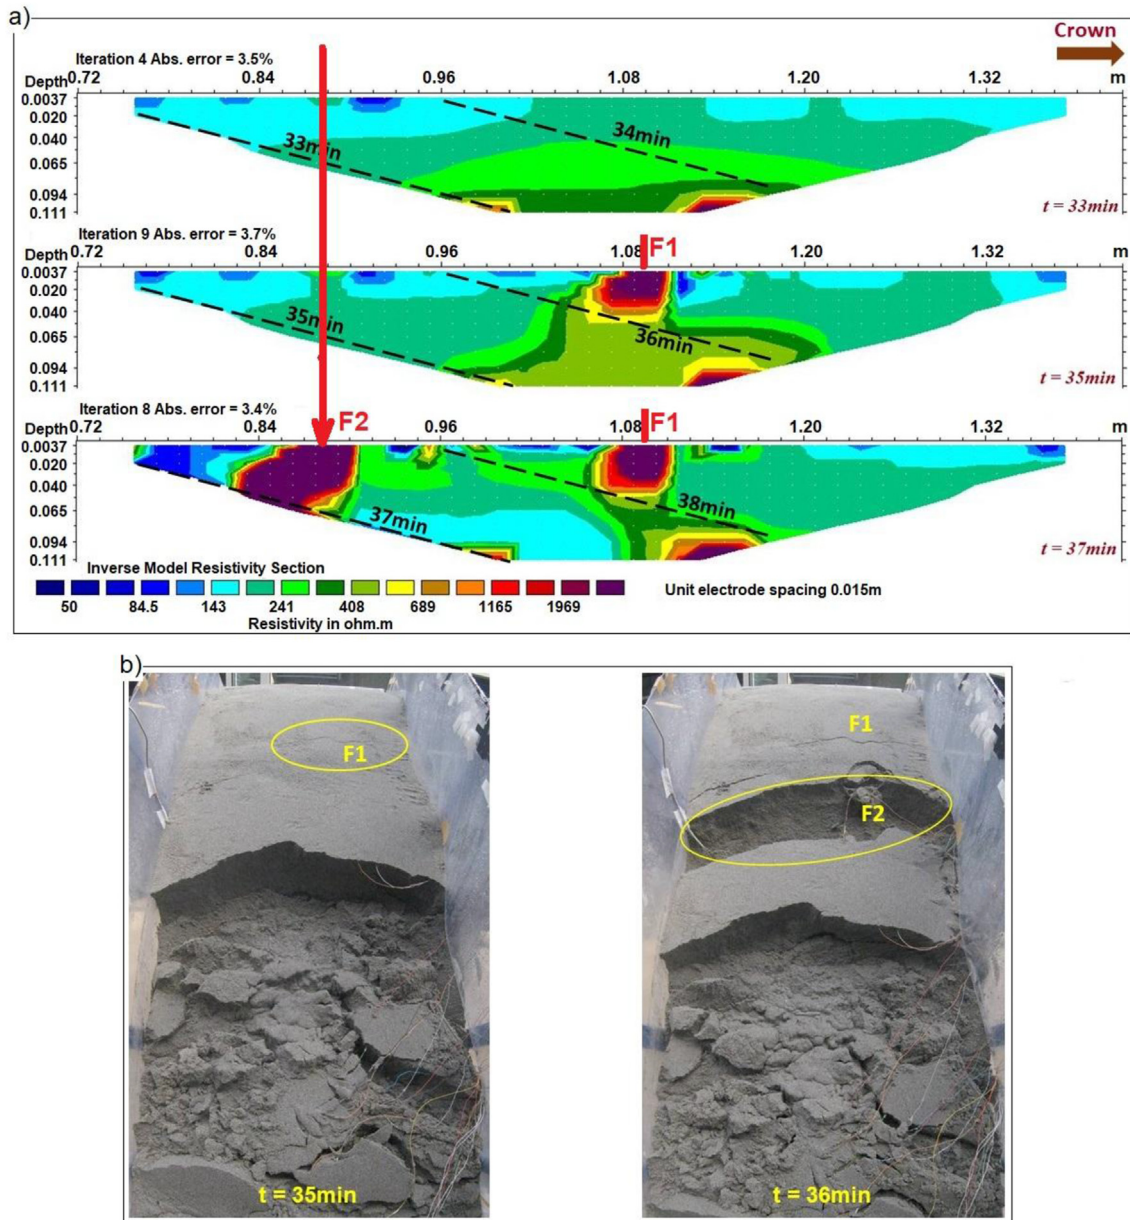 a)
Crown
Iteration 4 Abs. error = 3.5%
Depth 0.72 0.84 0.96 1.08 1.20 1.32 m
0.0037
0.020
0.040
0.065
0.094
0.111
33min
34min
t = 33min
Iteration 9 Abs. error = 3.7%
F1
Depth 0.72 0.84 0.96 1.08 1.20 1.32 m
0.0037
0.020
0.040
0.065
0.094
0.111
35min
36min
t = 35min
Iteration 8 Abs. error = 3.4%
F2
F1
Depth 0.72 0.84 0.96 1.08 1.20 1.32 m
0.0037
0.020
0.040
0.065
0.094
0.111
37min
38min
t = 37min
Inverse Model Resistivity Section
50 84.5 143 241 408 689 1165 1969
Resistivity in ohm.m
Unit electrode spacing 0.015m
b)
F1
t = 35min
F1
F2
t = 36min